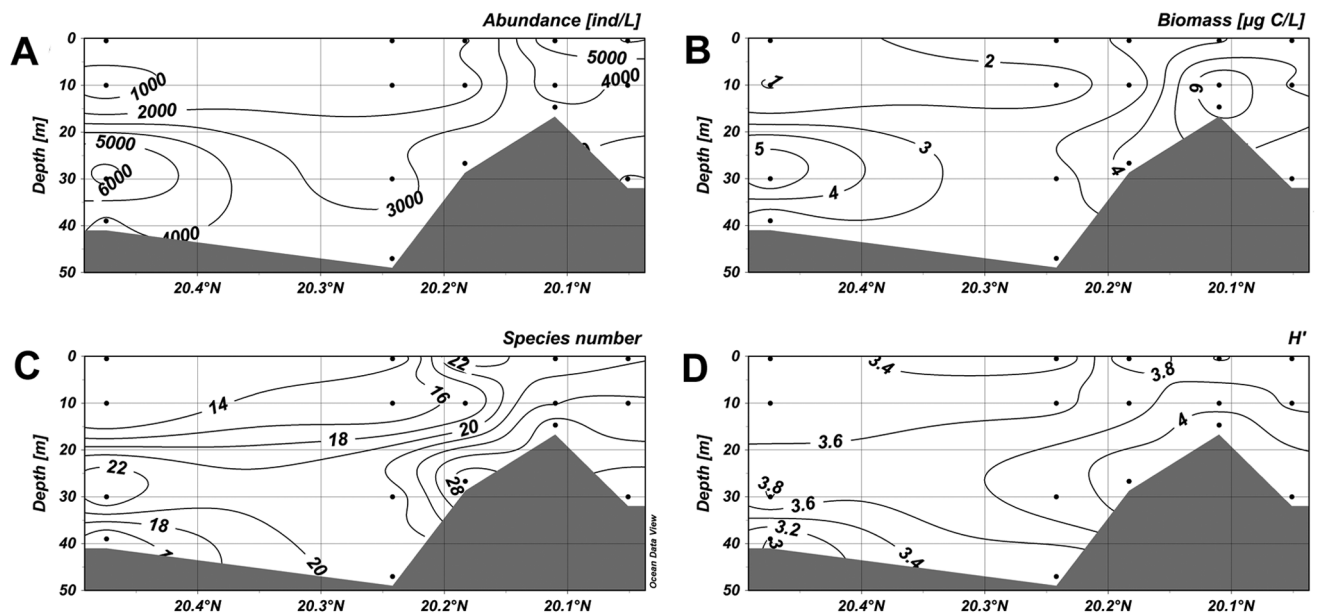 A
Abundance [ind/L]
Depth [m]
0
10
20
30
40
50
1000
2000
5000
6000
4000
3000
5000
4000
20.4°N
20.3°N
20.2°N
20.1°N
B
Biomass [µg C/L]
Depth [m]
0
10
20
30
40
50
1
2
3
5
4
4
6
20.4°N
20.3°N
20.2°N
20.1°N
C
Species number
Depth [m]
0
10
20
30
40
50
22
14
16
18
20
22
28
18
20
20.4°N
20.3°N
20.2°N
20.1°N
Ocean Data View
D
H'
Depth [m]
0
10
20
30
40
50
3.4
3.8
3.6
4
3.8
3.6
3.2
3
3.4
20.4°N
20.3°N
20.2°N
20.1°N